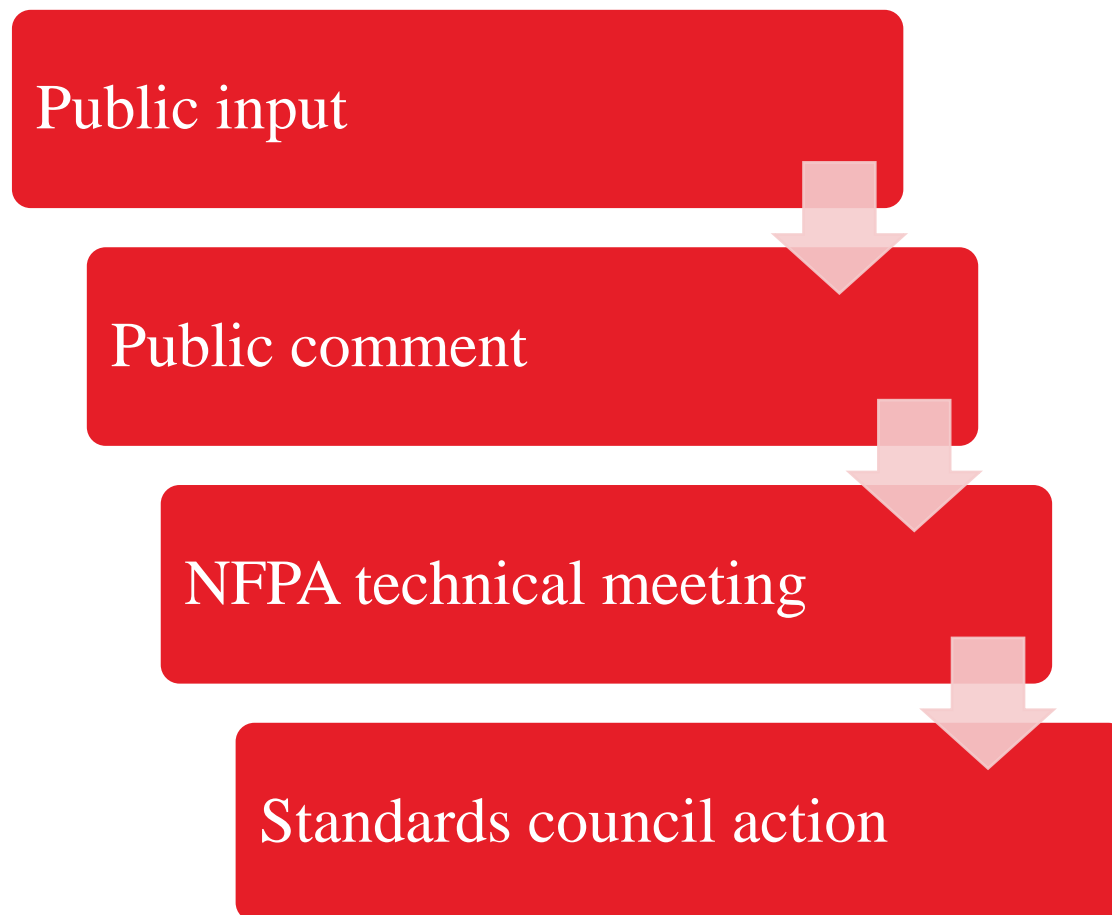 Public input
Public comment
NFPA technical meeting
Standards council action